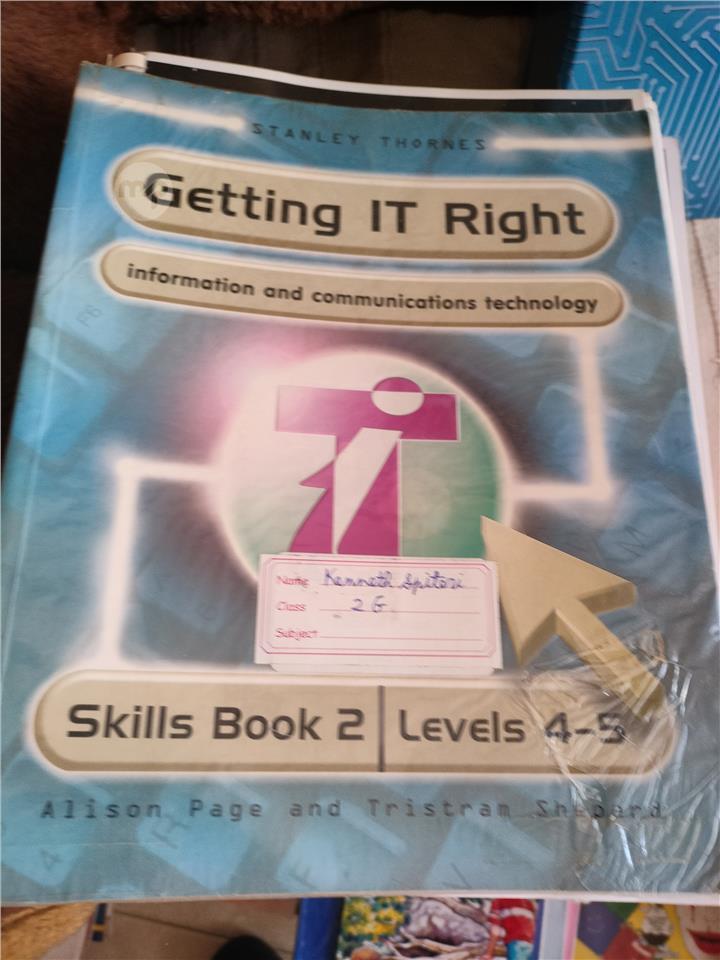 STANLEY THORNES
Getting IT Right
information and communications technology
Name Kenneth Spiteri
Class 2G
Subject
Skills Book 2 | Levels 4-5
Alison Page and Tristram Shepard